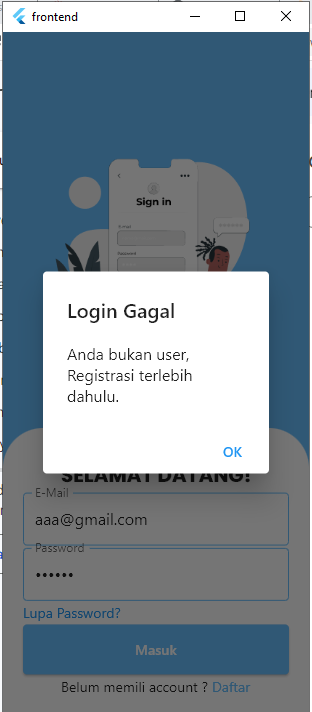 frontend
Sign in
E-Mail
Password
Login Gagal
Anda bukan user,
Registrasi terlebih
dahulu.
OK
SELAMAT DATANG!
E-Mail
aaa@gmail.com
Password
••••••
Lupa Password?
Masuk
Belum memili account ? Daftar